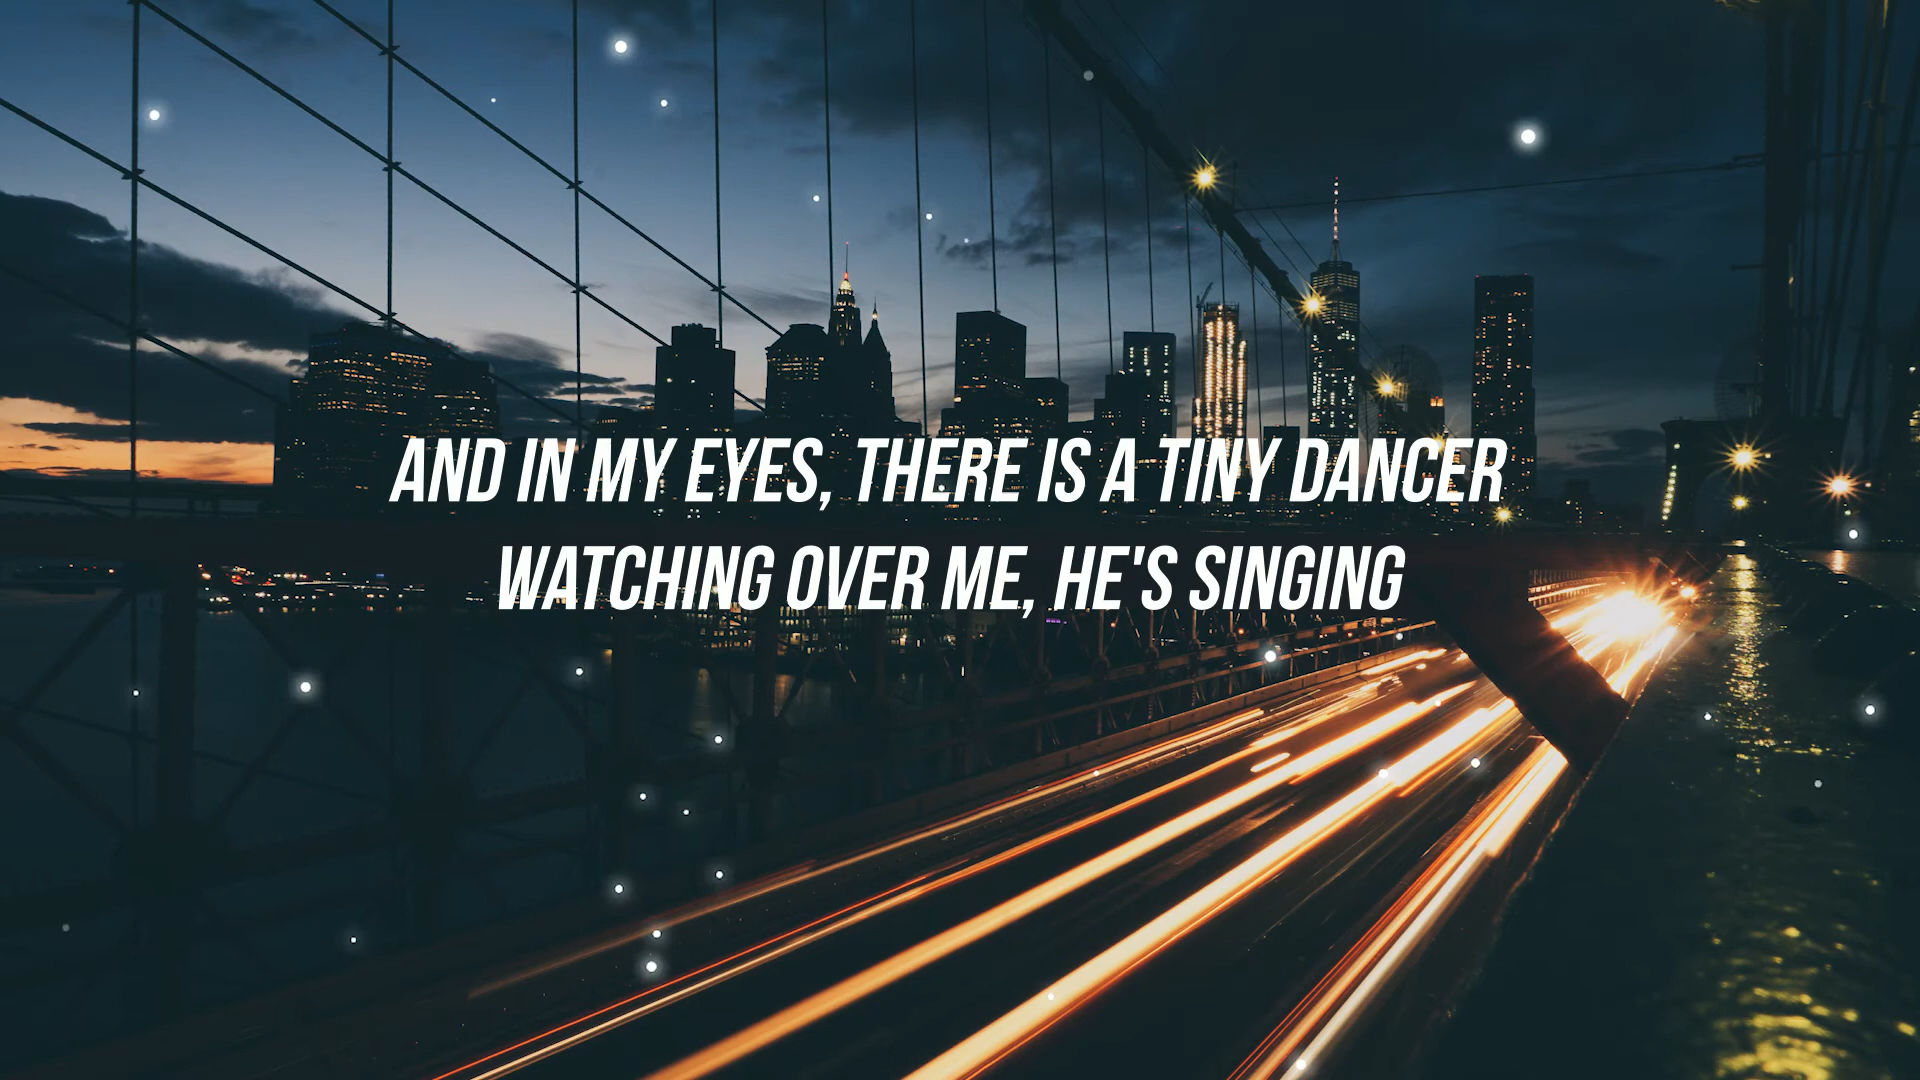 AND IN MY EYES, THERE IS A TINY DANCER
WATCHING OVER ME, HE'S SINGING